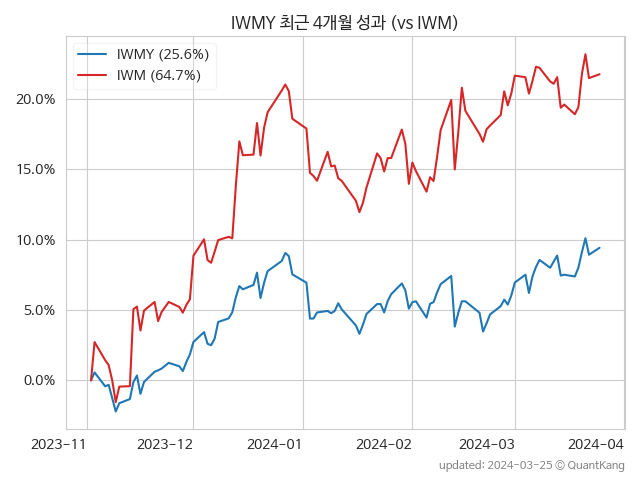 IWMY 최근 4개월 성과 (vs IWM)
IWMY (25.6%)
IWM (64.7%)
20.0%
15.0%
10.0%
5.0%
0.0%
2023-11 2023-12 2024-01 2024-02 2024-03 2024-04
updated: 2024-03-25 © QuantKang